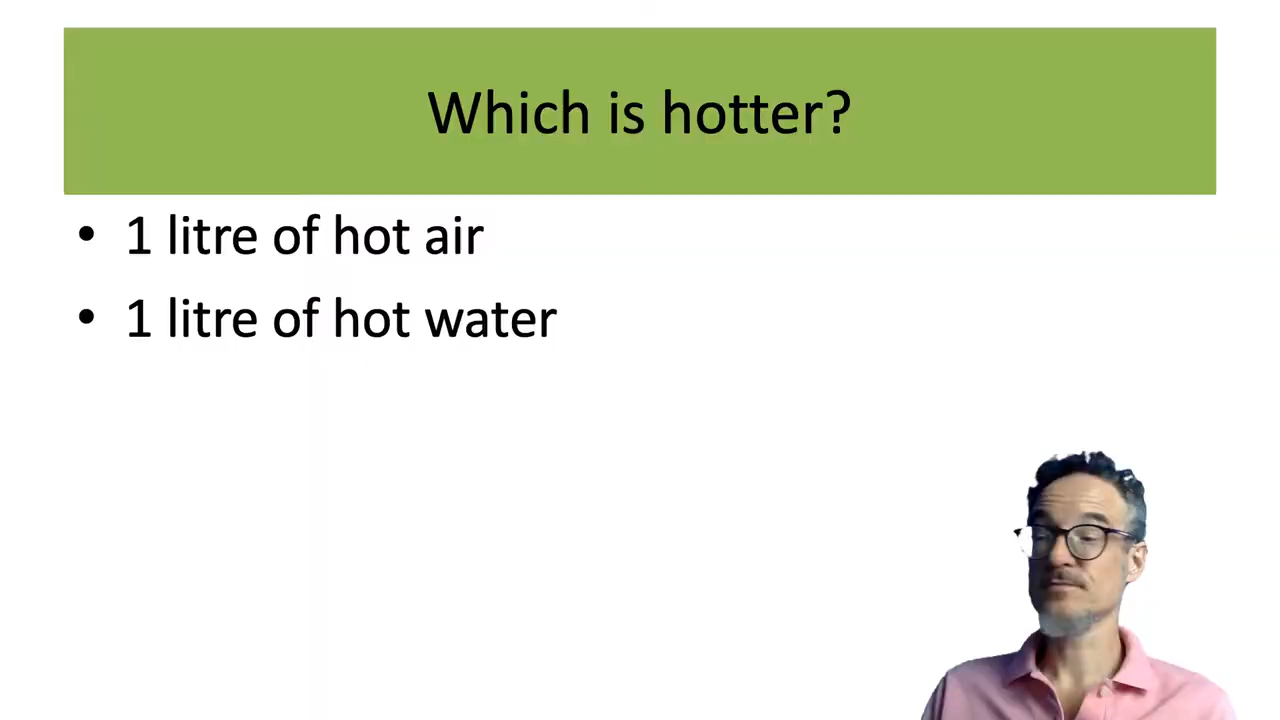 Which is hotter?
• 1 litre of hot air
• 1 litre of hot water